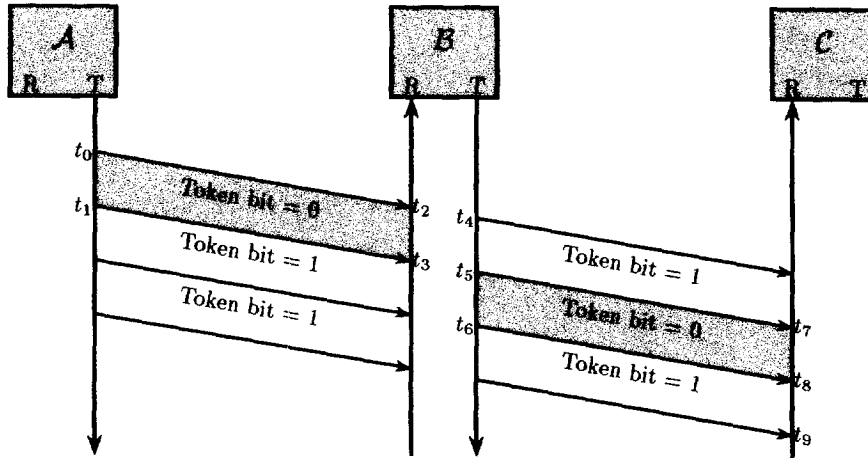 A B C
R T R T R T
t0
Token bit = 0
t2
t1
t4
Token bit = 1
t3
Token bit = 1
t5
Token bit = 1
Token bit = 0
t7
t6
Token bit = 1
t8
t9